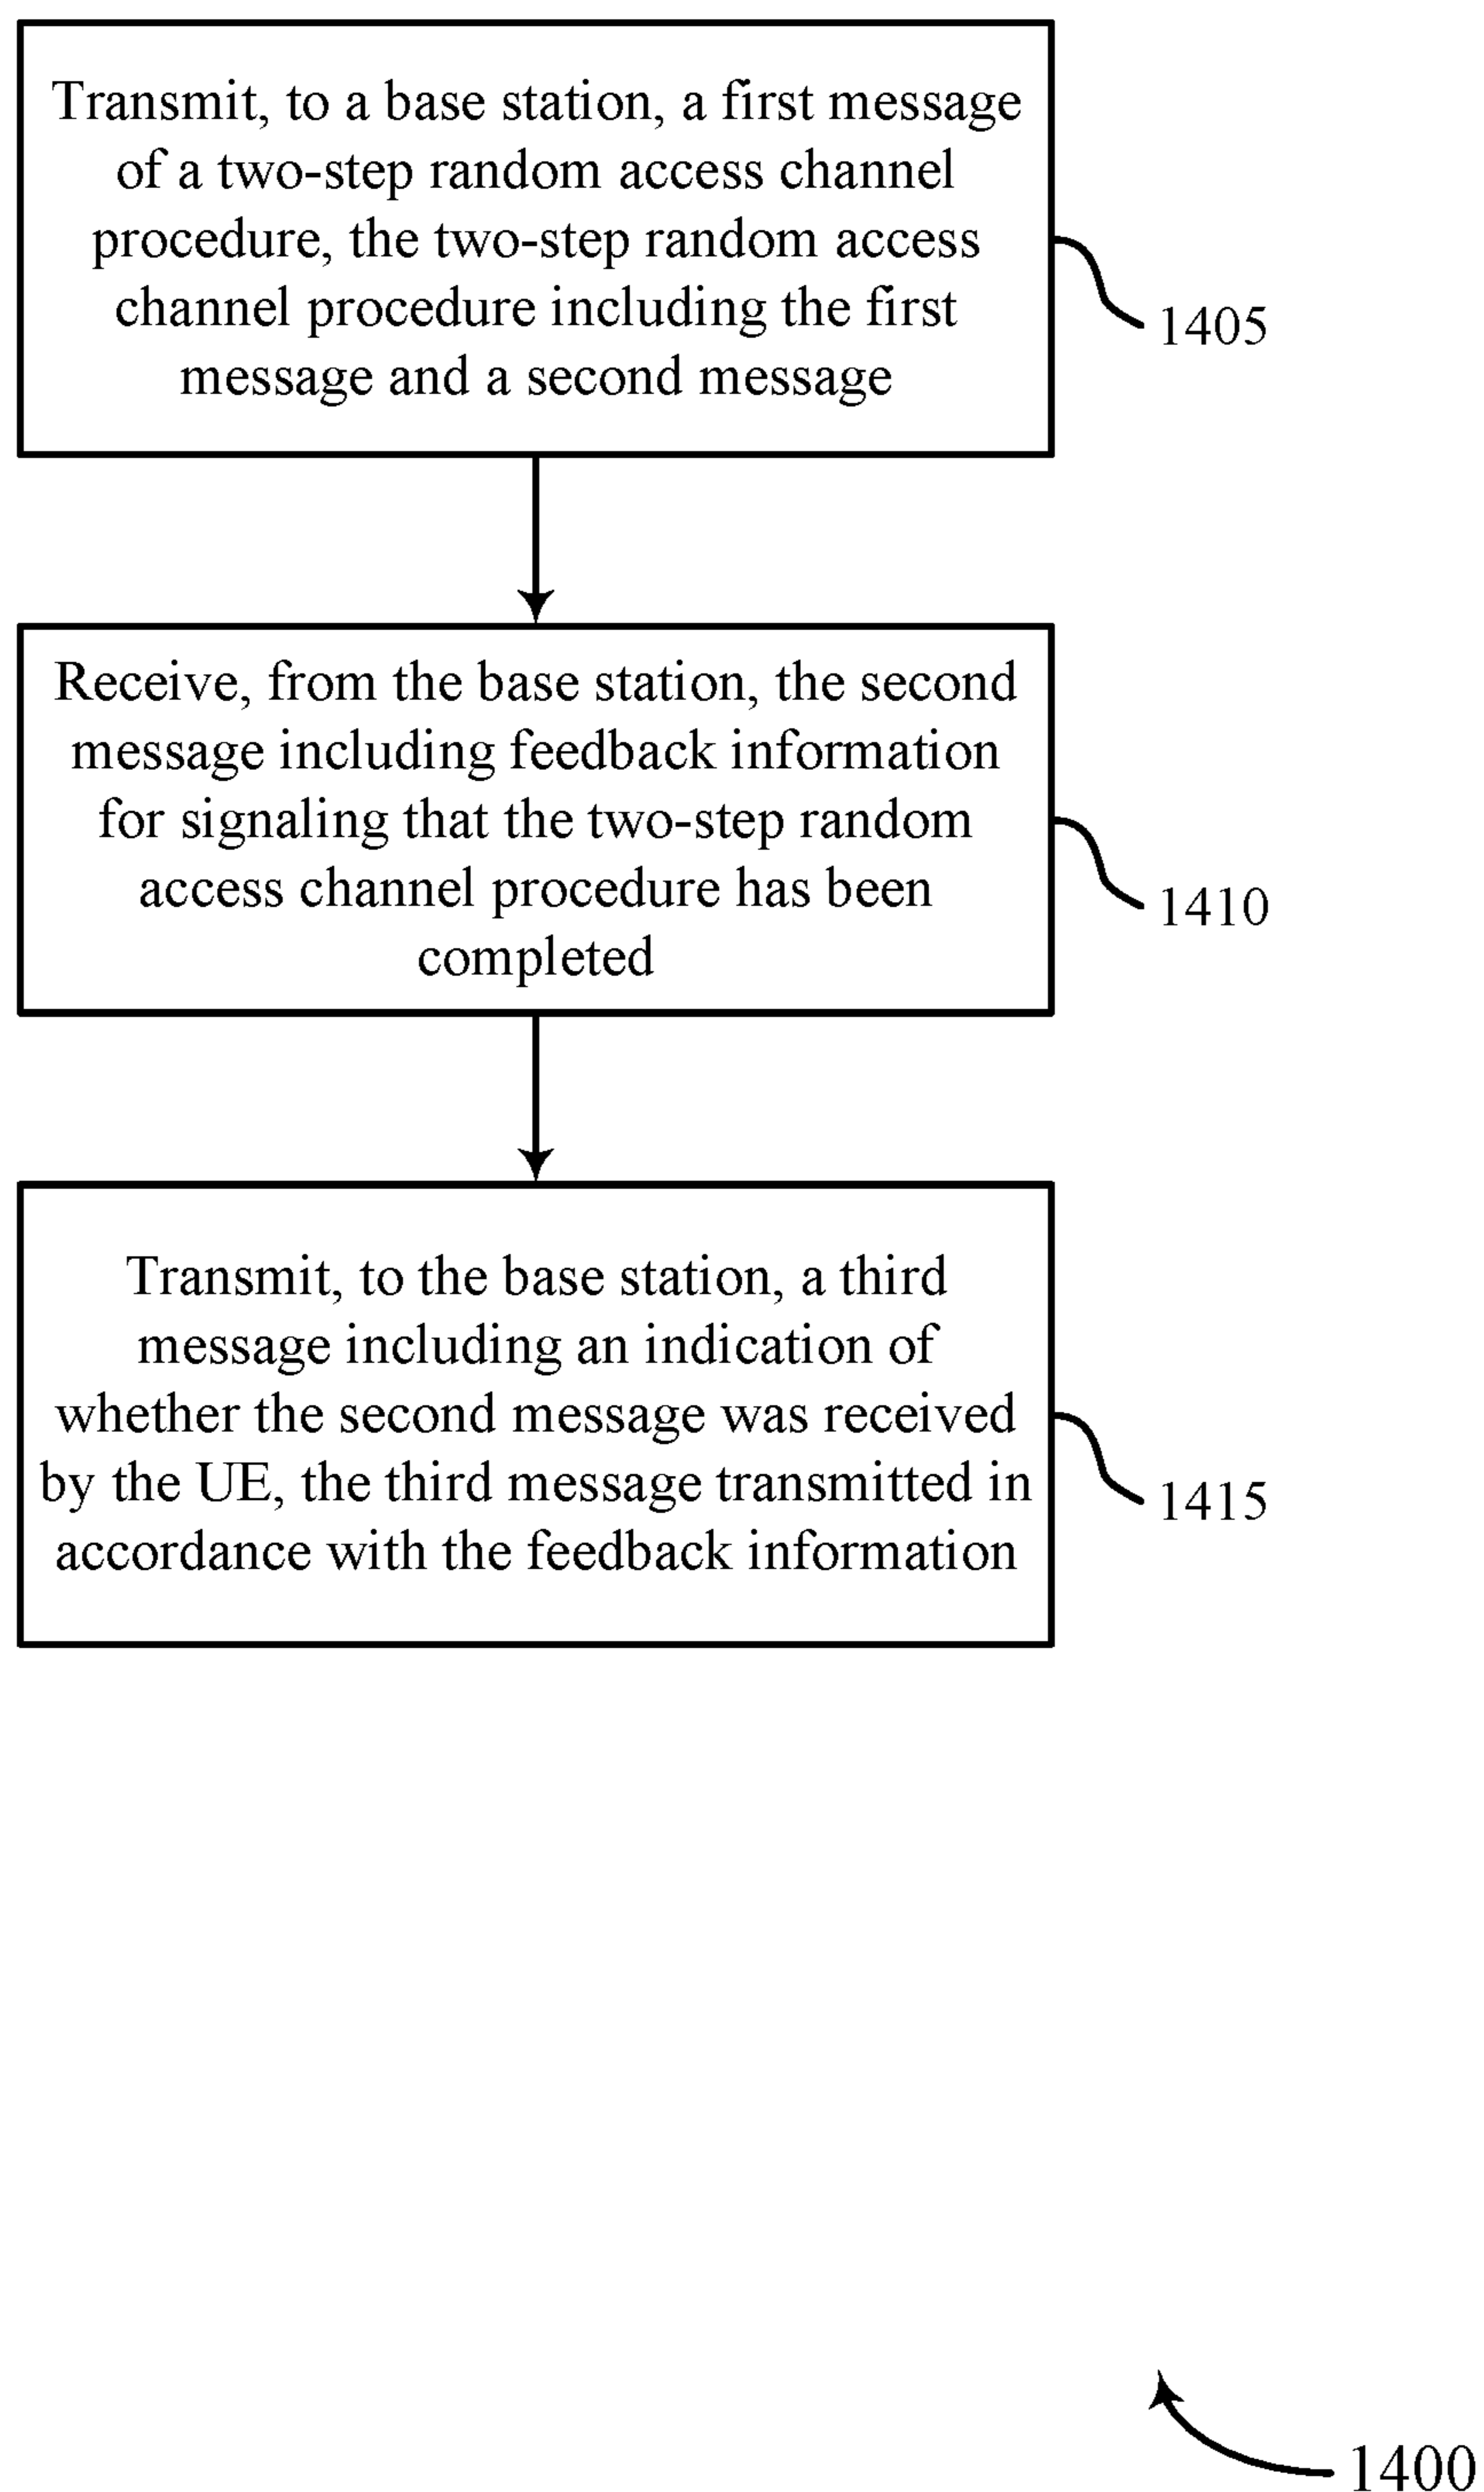 Transmit, to a base station, a first message
of a two-step random access channel
procedure, the two-step random access
channel procedure including the first
message and a second message
1405
Receive, from the base station, the second
message including feedback information
for signaling that the two-step random
access channel procedure has been
completed
1410
Transmit, to the base station, a third
message including an indication of
whether the second message was received
by the UE, the third message transmitted in
accordance with the feedback information
1415
1400